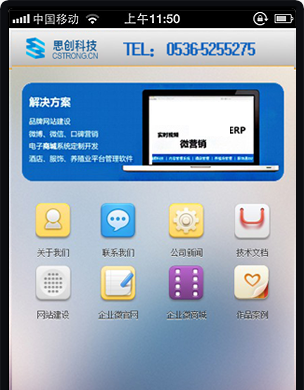 中国移动 上午11:50
思创科技
CSTRONG.CN
TEL: 0536-5255275
解决方案
品牌网站建设
微博、微信、口碑营销
电子商城系统定制开发
酒店、服饰、养殖业平台管理软件
实时视频
ERP
微营销
关于我们 联系我们 公司新闻 技术文档
网站建设 企业微官网 企业微商城 作品案例